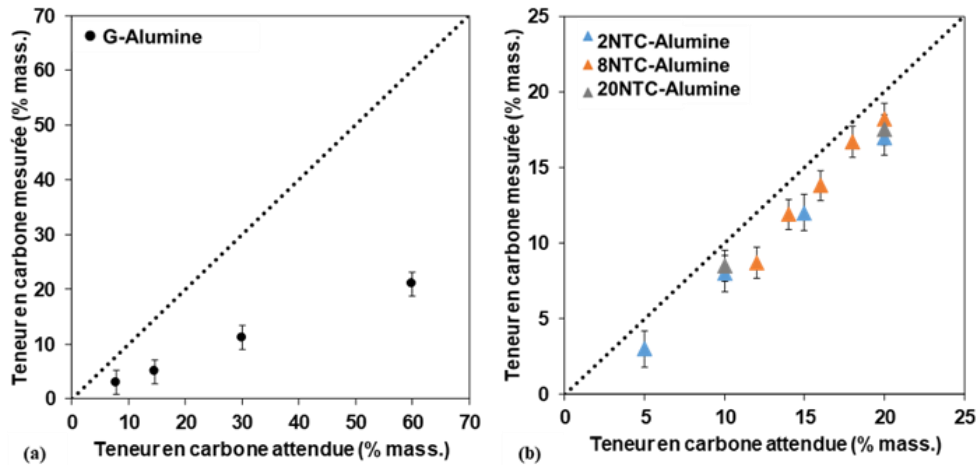 Teneur en carbone mesurée (% mass.)
70
60
50
40
30
20
10
0
G-Alumine
0 10 20 30 40 50 60 70
Teneur en carbone attendue (% mass.)
(a)
Teneur en carbone mesurée (% mass.)
25
20
15
10
5
0
2NTC-Alumine
8NTC-Alumine
20NTC-Alumine
0 5 10 15 20 25
Teneur en carbone attendue (% mass.)
(b)